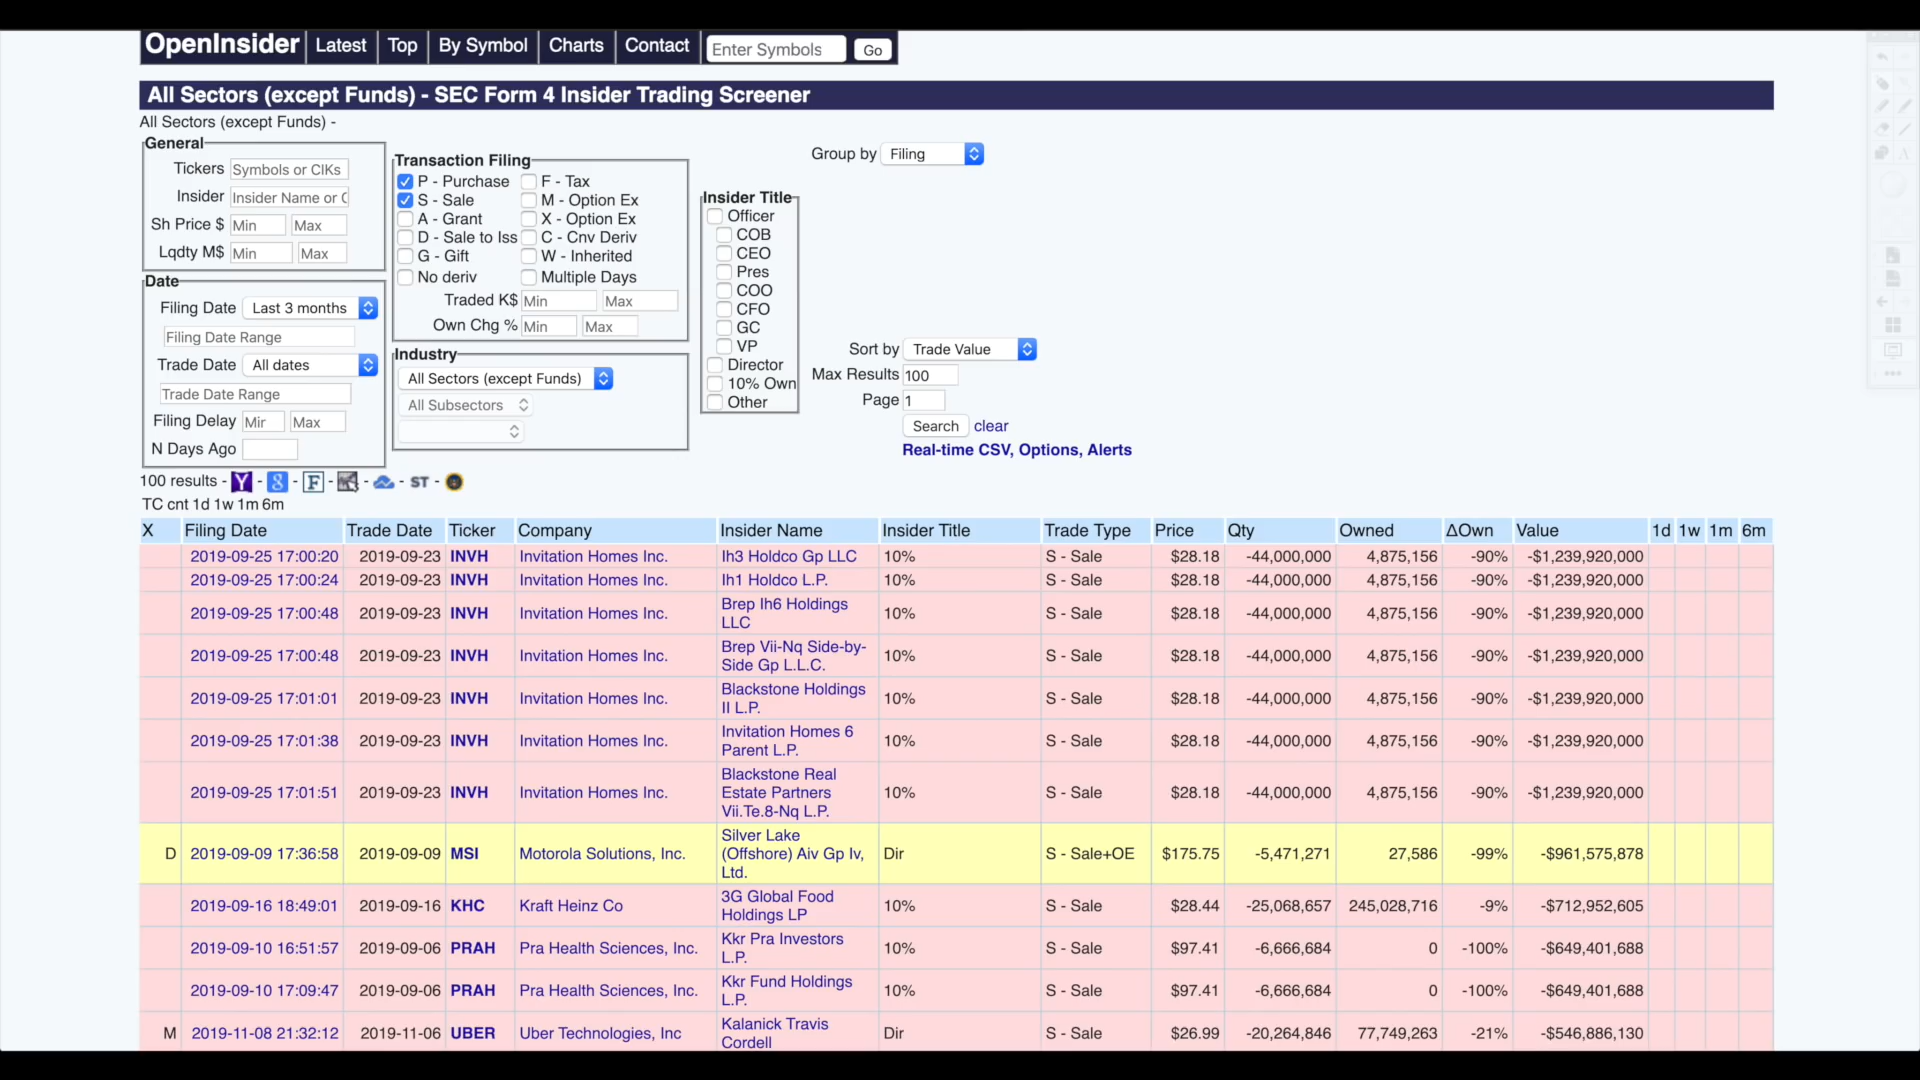 OpenInsider Latest Top By Symbol Charts Contact Enter Symbols Go
All Sectors (except Funds) - SEC Form 4 Insider Trading Screener
All Sectors (except Funds) -
General
Tickers Symbols or CIKs
Insider Insider Name or C
Sh Price $ Min Max
Lqdty M$ Min Max
Date
Filing Date Last 3 months
Filing Date Range
Trade Date All dates
Trade Date Range
Filing Delay Mir Max
N Days Ago
Transaction Filing
P - Purchase F - Tax
S - Sale M - Option Ex
A - Grant X - Option Ex
D - Sale to Iss C - Cnv Deriv
G - Gift W - Inherited
No deriv Multiple Days
Traded K$ Min Max
Own Chg % Min Max
Industry
All Sectors (except Funds)
All Subsectors
Insider Title
Officer
COB
CEO
Pres
COO
CFO
GC
VP
Director
10% Own
Other
Group by Filing
Sort by Trade Value
Max Results 100
Page 1
Search clear
Real-time CSV, Options, Alerts
100 results - Y - 8 - F - - - ST -
TC cnt 1d 1w 1m 6m
X Filing Date Trade Date Ticker Company Insider Name Insider Title Trade Type Price Qty Owned ΔOwn Value 1d 1w 1m 6m
2019-09-25 17:00:20 2019-09-23 INVH Invitation Homes Inc. Ih3 Holdco Gp LLC 10% S - Sale $28.18 -44,000,000 4,875,156 -90% -$1,239,920,000
2019-09-25 17:00:24 2019-09-23 INVH Invitation Homes Inc. Ih1 Holdco L.P. 10% S - Sale $28.18 -44,000,000 4,875,156 -90% -$1,239,920,000
2019-09-25 17:00:48 2019-09-23 INVH Invitation Homes Inc. Brep Ih6 Holdings LLC 10% S - Sale $28.18 -44,000,000 4,875,156 -90% -$1,239,920,000
2019-09-25 17:00:48 2019-09-23 INVH Invitation Homes Inc. Brep Vii-Nq Side-by-Side Gp L.L.C. 10% S - Sale $28.18 -44,000,000 4,875,156 -90% -$1,239,920,000
2019-09-25 17:01:01 2019-09-23 INVH Invitation Homes Inc. Blackstone Holdings II L.P. 10% S - Sale $28.18 -44,000,000 4,875,156 -90% -$1,239,920,000
2019-09-25 17:01:38 2019-09-23 INVH Invitation Homes Inc. Invitation Homes 6 Parent L.P. 10% S - Sale $28.18 -44,000,000 4,875,156 -90% -$1,239,920,000
2019-09-25 17:01:51 2019-09-23 INVH Invitation Homes Inc. Blackstone Real Estate Partners Vii.Te.8-Nq L.P. 10% S - Sale $28.18 -44,000,000 4,875,156 -90% -$1,239,920,000
D 2019-09-09 17:36:58 2019-09-09 MSI Motorola Solutions, Inc. Silver Lake (Offshore) Aiv Gp Iv, Ltd. Dir S - Sale+OE $175.75 -5,471,271 27,586 -99% -$961,575,878
2019-09-16 18:49:01 2019-09-16 KHC Kraft Heinz Co 3G Global Food Holdings LP 10% S - Sale $28.44 -25,068,657 245,028,716 -9% -$712,952,605
2019-09-10 16:51:57 2019-09-06 PRAH Pra Health Sciences, Inc. Kkr Pra Investors L.P. 10% S - Sale $97.41 -6,666,684 0 -100% -$649,401,688
2019-09-10 17:09:47 2019-09-06 PRAH Pra Health Sciences, Inc. Kkr Fund Holdings L.P. 10% S - Sale $97.41 -6,666,684 0 -100% -$649,401,688
M 2019-11-08 21:32:12 2019-11-06 UBER Uber Technologies, Inc Kalanick Travis Cordell Dir S - Sale $26.99 -20,264,846 77,749,263 -21% -$546,886,130